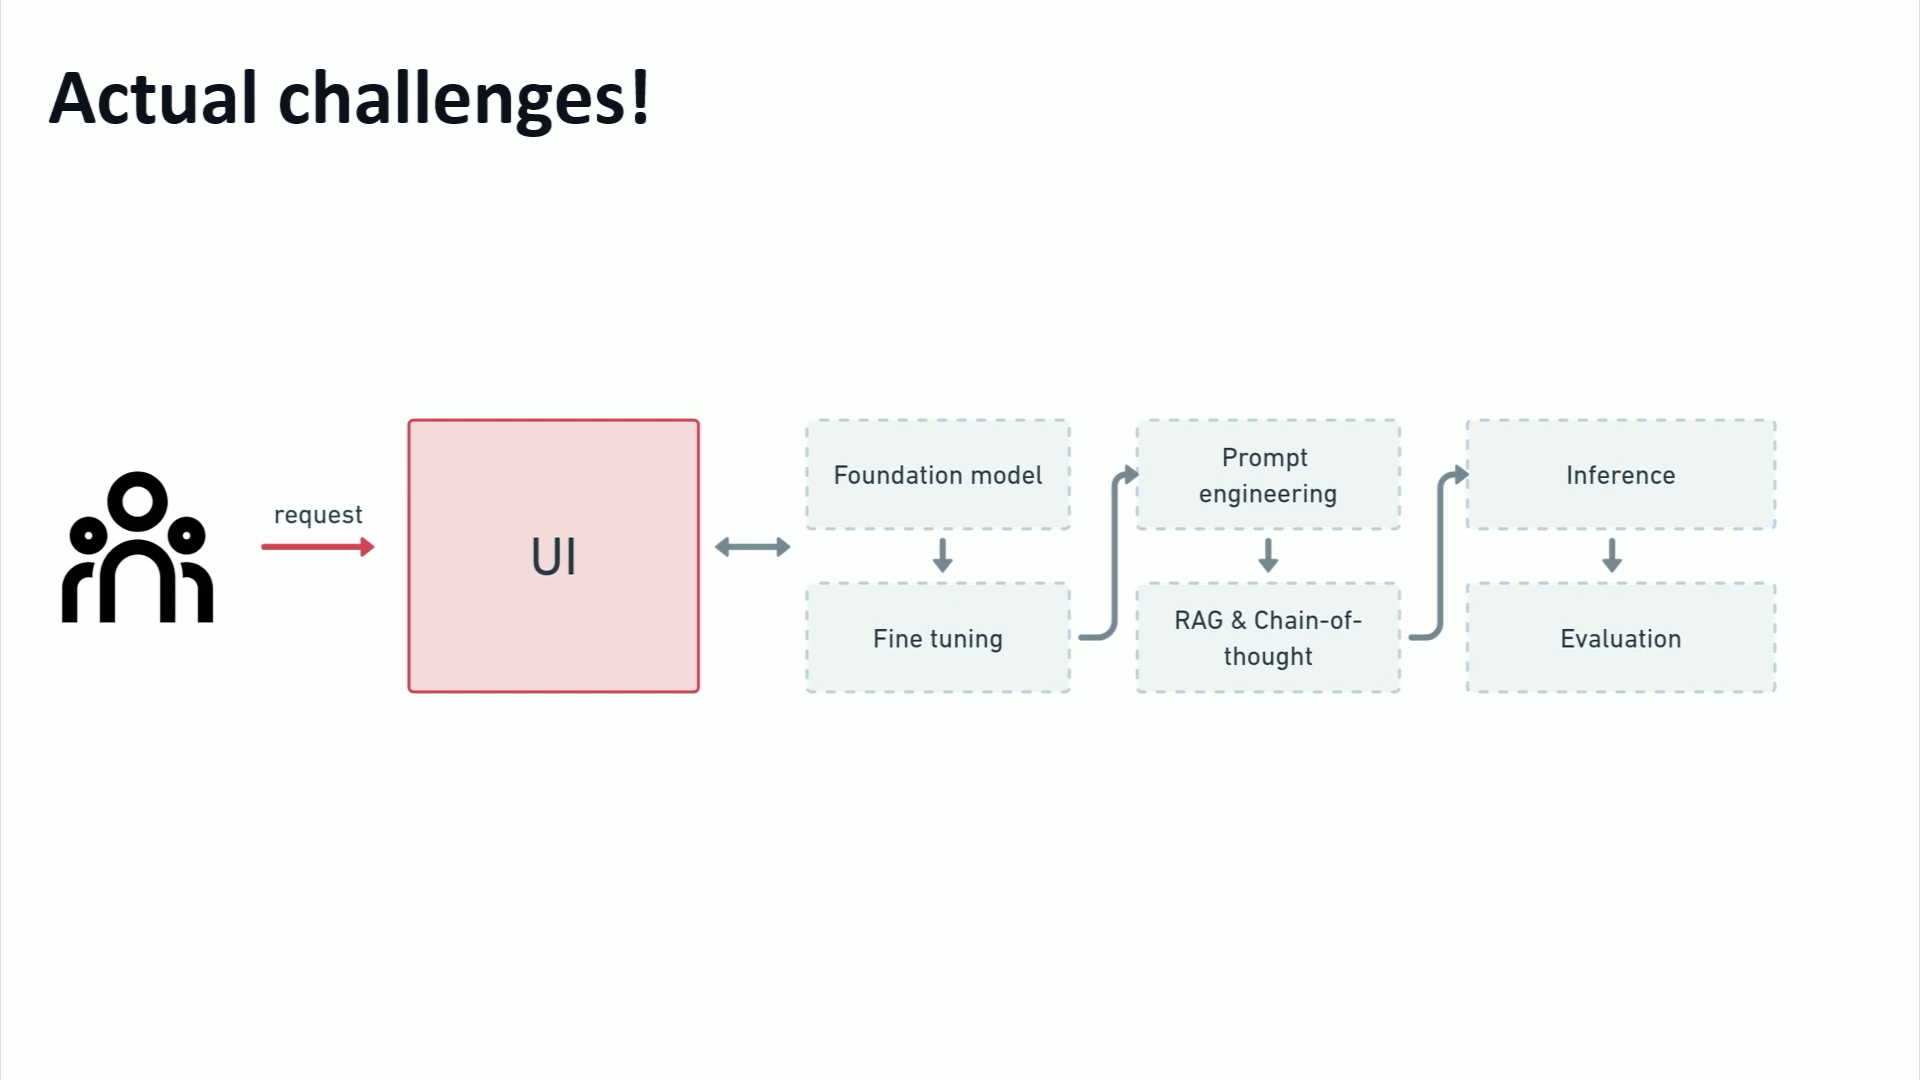 Actual challenges!
request
UI
Foundation model
Fine tuning
Prompt
engineering
RAG & Chain-of-
thought
Inference
Evaluation